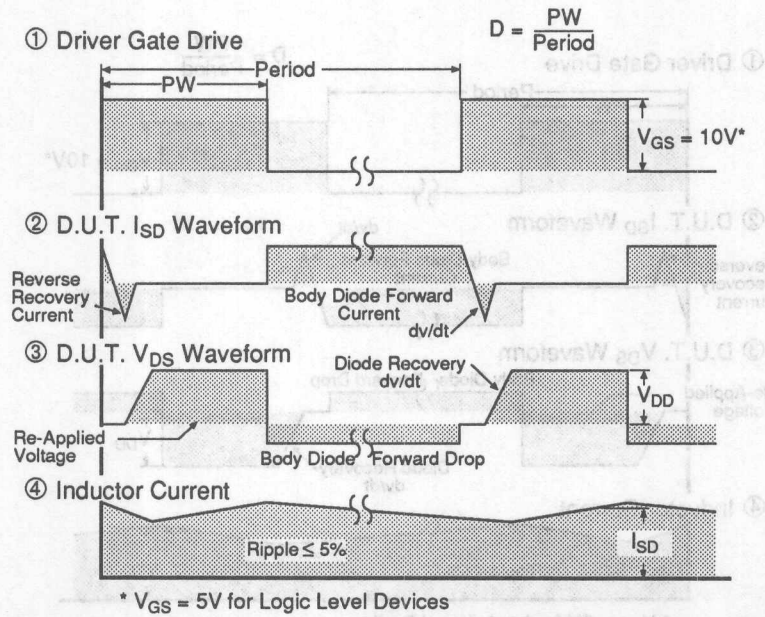 D = PW
Period
① Driver Gate Drive
Period
PW
V_GS = 10V*
② D.U.T. I_SD Waveform
Reverse
Recovery
Current
Body Diode Forward
Current
dv/dt
③ D.U.T. V_DS Waveform
Diode Recovery
dv/dt
V_DD
Re-Applied
Voltage
Body Diode Forward Drop
④ Inductor Current
Ripple ≤ 5%
I_SD
* V_GS = 5V for Logic Level Devices